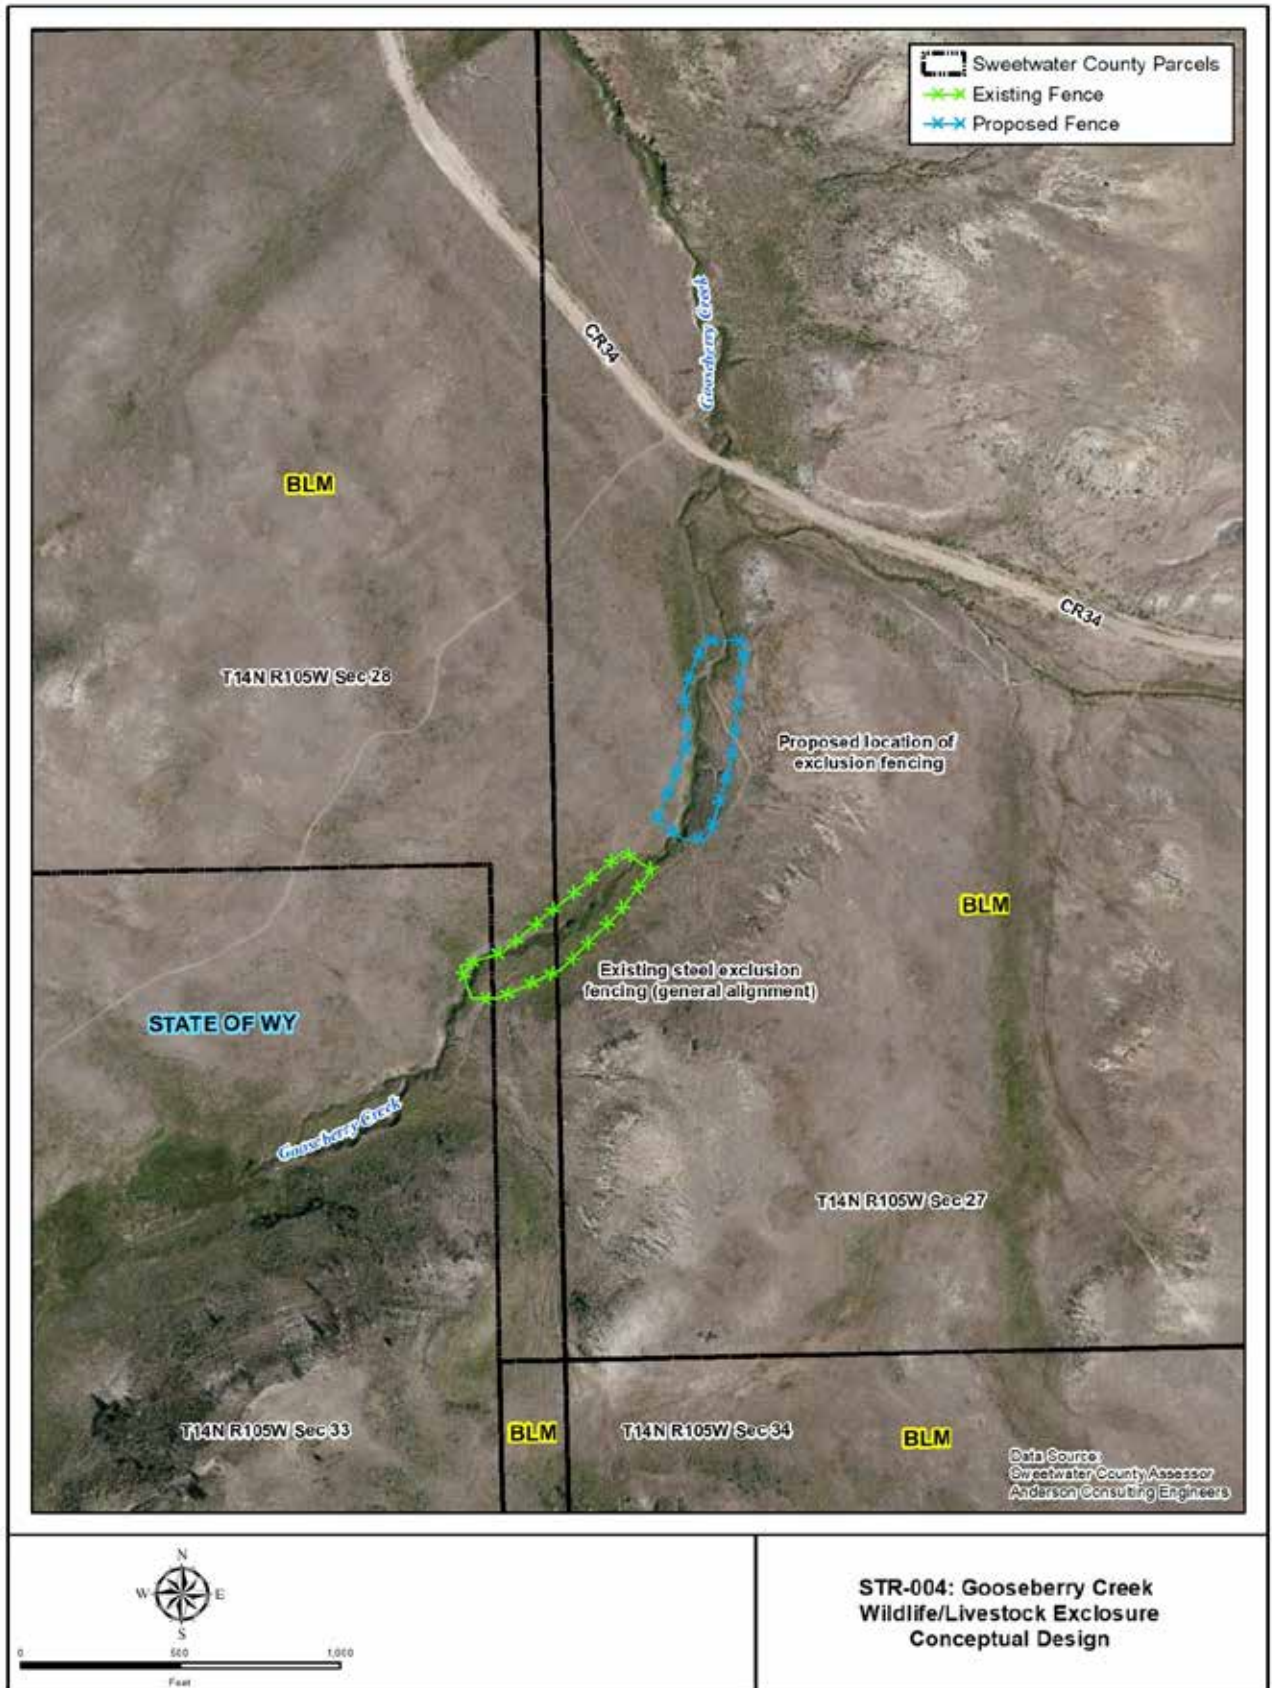 Sweetwater County Parcels
Existing Fence
Proposed Fence
Gooseberry Creek
CR34
BLM
CR34
T14N R105W Sec 28
Proposed location of
exclusion fencing
BLM
Existing steel exclusion
fencing (general alignment)
STATE OF WY
Gooseberry Creek
T14N R105W Sec 27
T14N R105W Sec 33
BLM
T14N R105W Sec 34
BLM
Data Source:
Sweetwater County Assessor
Anderson Consulting Engineers
N
W E
S
0 500 1,000
Feet
STR-004: Gooseberry Creek
Wildlife/Livestock Exclosure
Conceptual Design